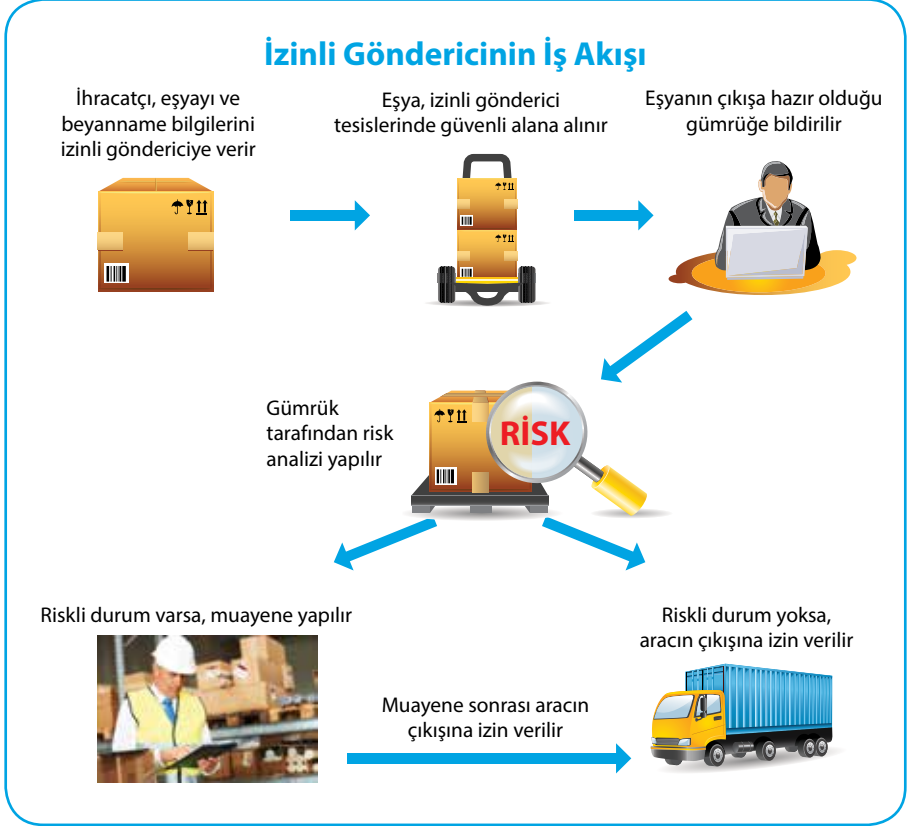 İzinli Göndericinin İş Akışı
İhracatçı, eşyayı ve
beyanname bilgilerini
izinli göndericiye verir
Eşya, izinli gönderici
tesislerinde güvenli alana alınır
Eşyanın çıkışa hazır olduğu
gümrüğe bildirilir
Gümrük
tarafından risk
analizi yapılır
RİSK
Riskli durum varsa, muayene yapılır
Riskli durum yoksa,
aracın çıkışına izin verilir
Muayene sonrası aracın
çıkışına izin verilir